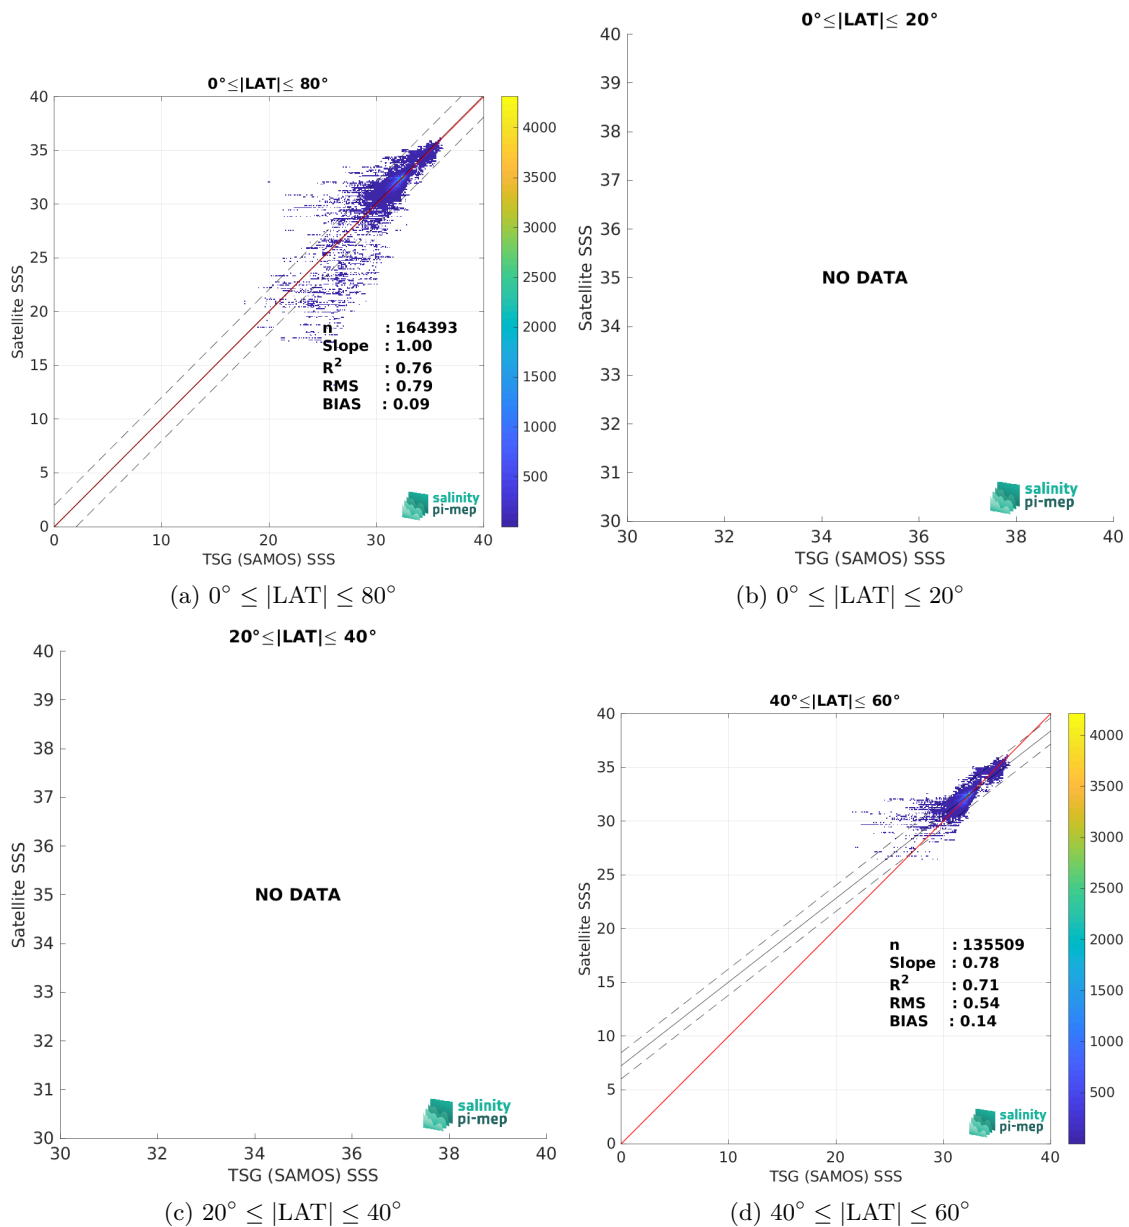 0°≤|LAT|≤ 80°
40
35
30
25
20
15
10
5
0
0
10
20
30
40
Satellite SSS
TSG (SAMOS) SSS
n : 164393
Slope : 1.00
R² : 0.76
RMS : 0.79
BIAS : 0.09
salinity
pi-mep
4000
3500
3000
2500
2000
1500
1000
500
(a) 0° ≤ |LAT| ≤ 80°
0°≤|LAT|≤ 20°
40
39
38
37
36
35
34
33
32
31
30
30
32
34
36
38
40
Satellite SSS
TSG (SAMOS) SSS
NO DATA
salinity
pi-mep
(b) 0° ≤ |LAT| ≤ 20°
20°≤|LAT|≤ 40°
40
39
38
37
36
35
34
33
32
31
30
30
32
34
36
38
40
Satellite SSS
TSG (SAMOS) SSS
NO DATA
salinity
pi-mep
(c) 20° ≤ |LAT| ≤ 40°
40°≤|LAT|≤ 60°
40
35
30
25
20
15
10
5
0
0
10
20
30
40
Satellite SSS
TSG (SAMOS) SSS
n : 135509
Slope : 0.78
R² : 0.71
RMS : 0.54
BIAS : 0.14
salinity
pi-mep
4000
3500
3000
2500
2000
1500
1000
500
(d) 40° ≤ |LAT| ≤ 60°